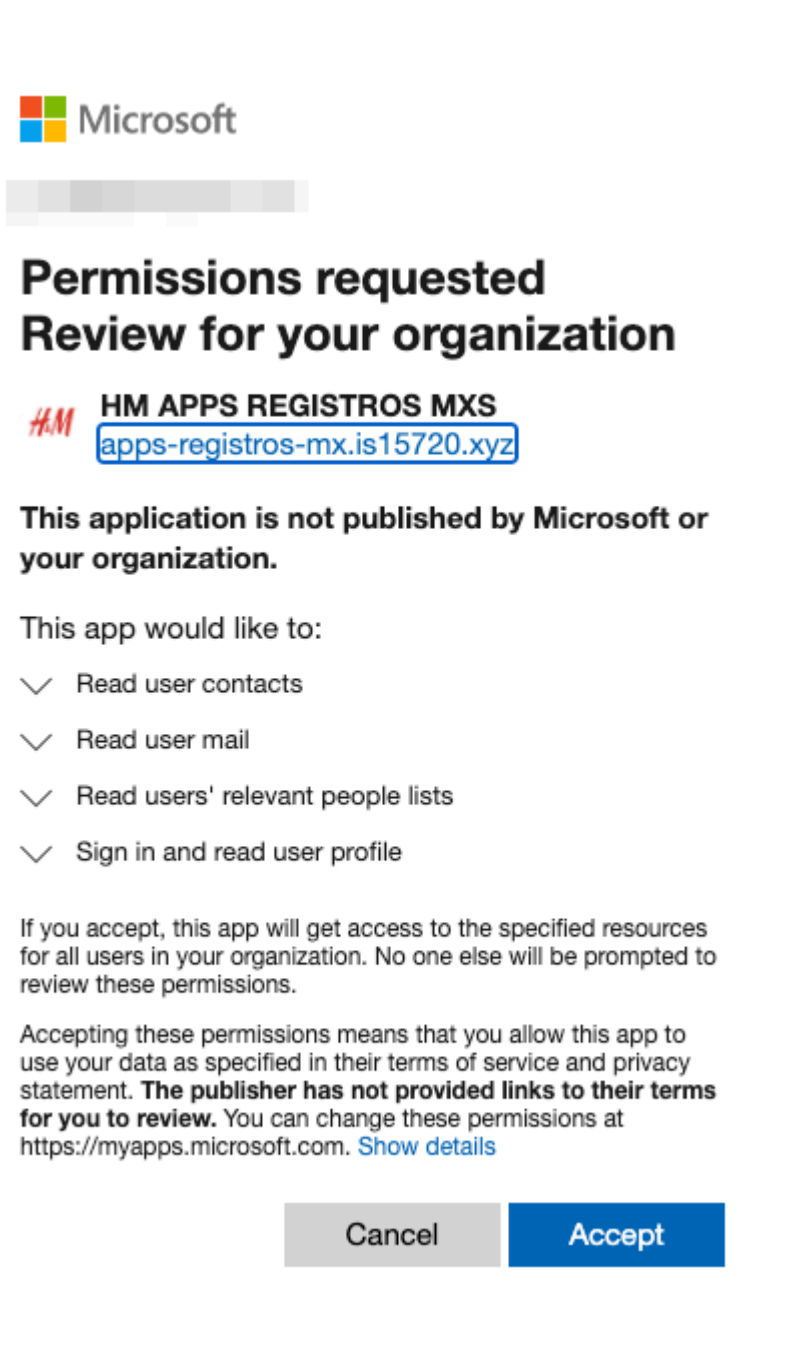 Microsoft
Permissions requested
Review for your organization
H&M
HM APPS REGISTROS MXS
apps-registros-mx.is15720.xyz
This application is not published by Microsoft or
your organization.
This app would like to:
Read user contacts
Read user mail
Read users' relevant people lists
Sign in and read user profile
If you accept, this app will get access to the specified resources
for all users in your organization. No one else will be prompted to
review these permissions.
Accepting these permissions means that you allow this app to
use your data as specified in their terms of service and privacy
statement. The publisher has not provided links to their terms
for you to review. You can change these permissions at
https://myapps.microsoft.com. Show details
Cancel
Accept